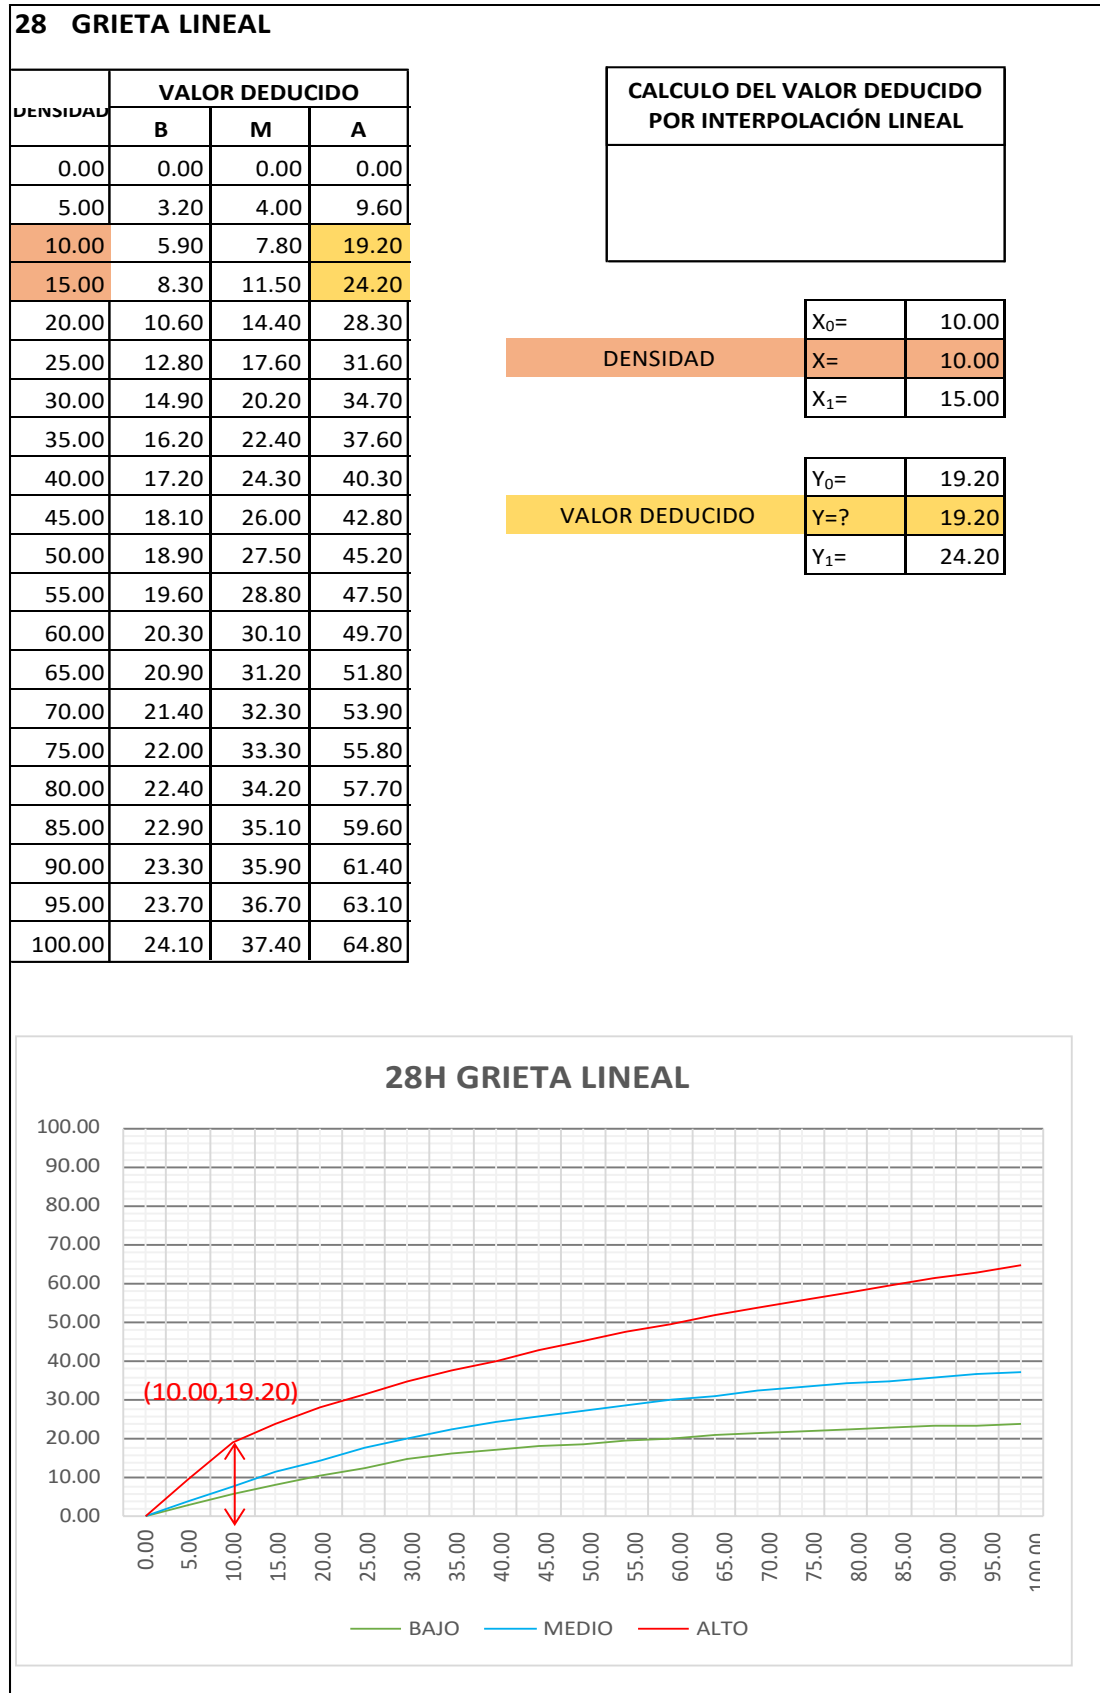 28 GRIETA LINEAL
DENSIDAD VALOR DEDUCIDO
B M A
0.00 0.00 0.00 0.00
5.00 3.20 4.00 9.60
10.00 5.90 7.80 19.20
15.00 8.30 11.50 24.20
20.00 10.60 14.40 28.30
25.00 12.80 17.60 31.60
30.00 14.90 20.20 34.70
35.00 16.20 22.40 37.60
40.00 17.20 24.30 40.30
45.00 18.10 26.00 42.80
50.00 18.90 27.50 45.20
55.00 19.60 28.80 47.50
60.00 20.30 30.10 49.70
65.00 20.90 31.20 51.80
70.00 21.40 32.30 53.90
75.00 22.00 33.30 55.80
80.00 22.40 34.20 57.70
85.00 22.90 35.10 59.60
90.00 23.30 35.90 61.40
95.00 23.70 36.70 63.10
100.00 24.10 37.40 64.80
CALCULO DEL VALOR DEDUCIDO
POR INTERPOLACIÓN LINEAL
X₀= 10.00
DENSIDAD X= 10.00
X₁= 15.00
Y₀= 19.20
VALOR DEDUCIDO Y=? 19.20
Y₁= 24.20
28H GRIETA LINEAL
100.00
90.00
80.00
70.00
60.00
50.00
40.00
30.00
20.00
10.00
0.00
(10.00,19.20)
0.00 5.00 10.00 15.00 20.00 25.00 30.00 35.00 40.00 45.00 50.00 55.00 60.00 65.00 70.00 75.00 80.00 85.00 90.00 95.00 100.00
BAJO MEDIO ALTO